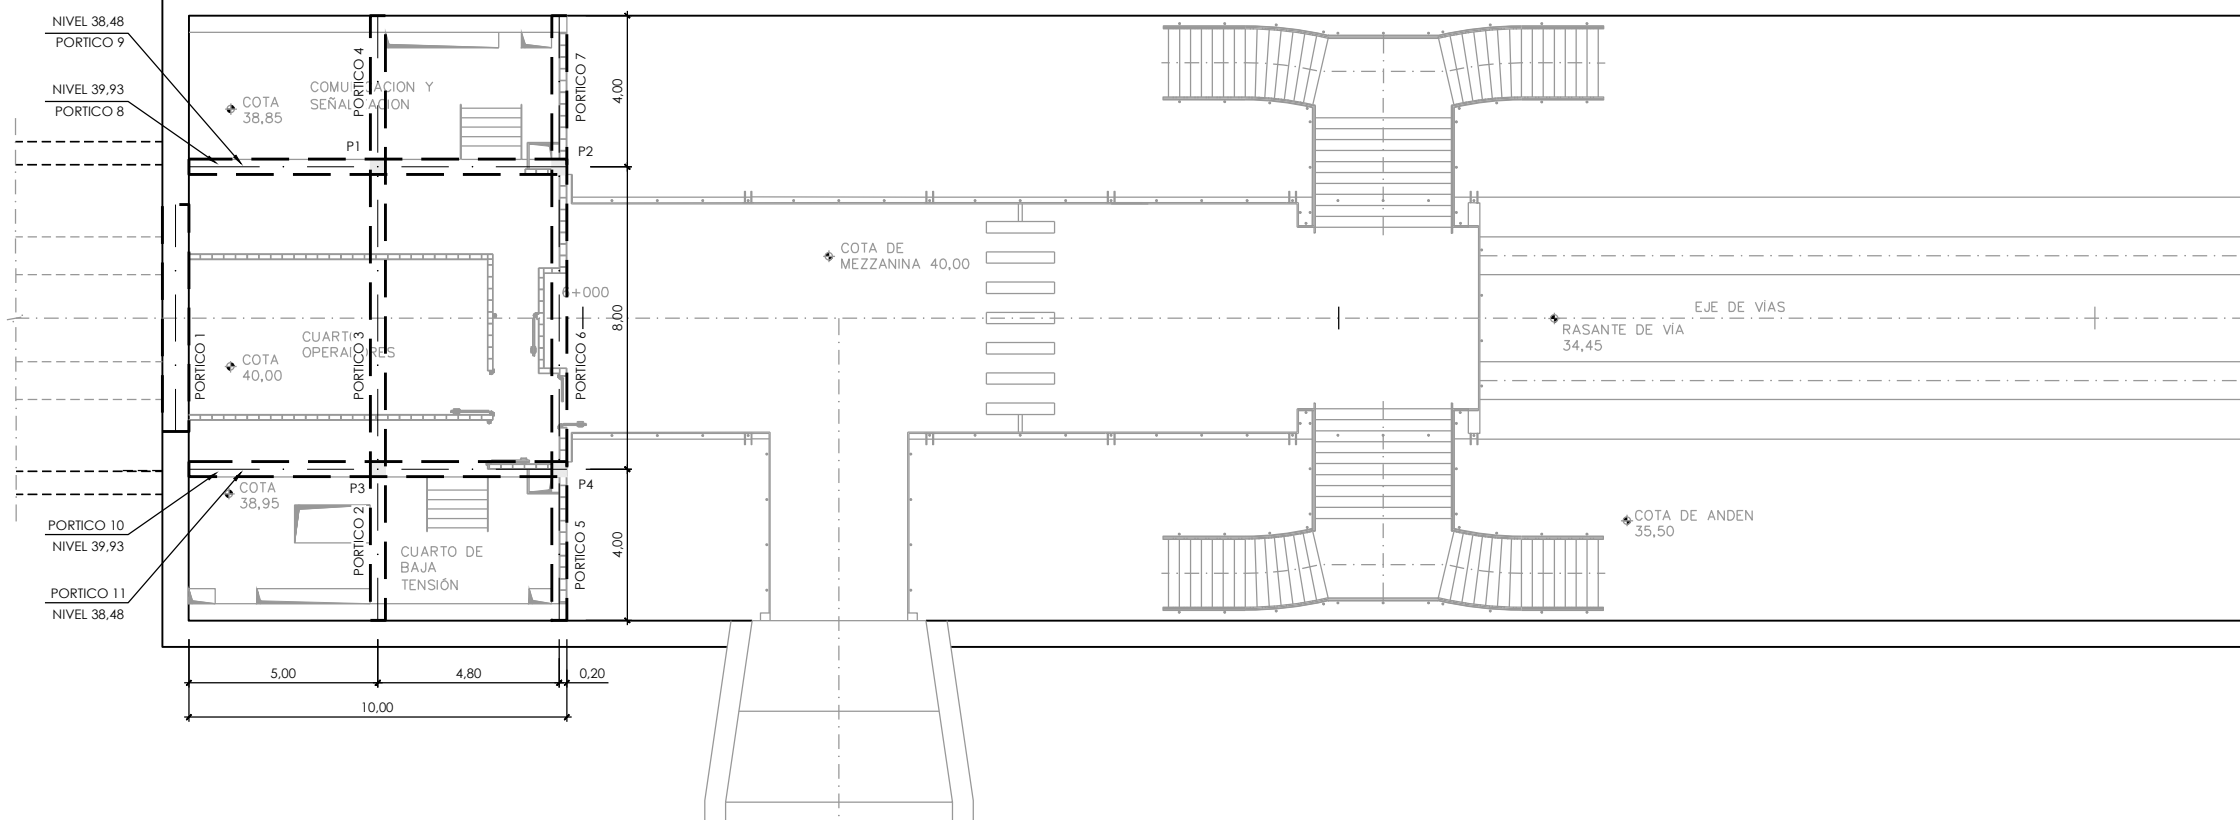 NIVEL 38,48
PORTICO 9
NIVEL 39,93
PORTICO 8
COTA
38,85
COMUNICACION Y
SEÑALIZACION
PORTICO 4
PORTICO 7
4,00
P1
P2
COTA DE
MEZZANINA 40,00
6+000
8,00
EJE DE VÍAS
RASANTE DE VÍA
34,45
PORTICO 1
CUARTO
OPERADORES
PORTICO 3
PORTICO 6
COTA
40,00
P3
P4
COTA
38,95
PORTICO 10
NIVEL 39,93
PORTICO 2
PORTICO 5
4,00
CUARTO DE
BAJA
TENSIÓN
COTA DE ANDEN
35,50
PORTICO 11
NIVEL 38,48
5,00
4,80
0,20
10,00